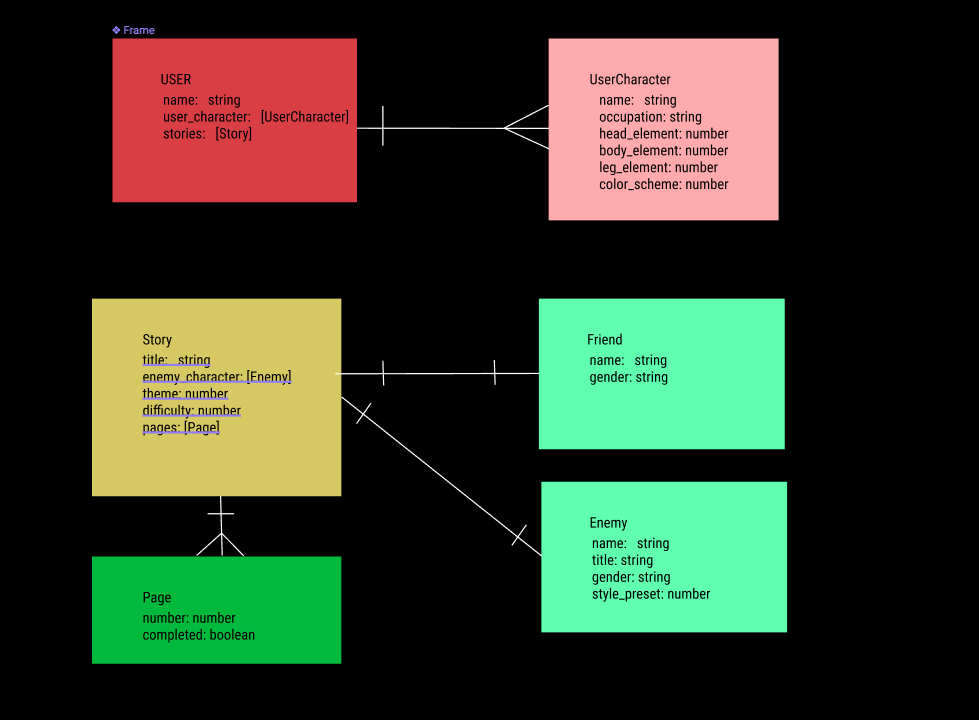 Frame
USER
name: string
user_character: [UserCharacter]
stories: [Story]
UserCharacter
name: string
occupation: string
head_element: number
body_element: number
leg_element: number
color_scheme: number
Story
title: string
enemy_character: [Enemy]
theme: number
difficulty: number
pages: [Page]
Friend
name: string
gender: string
Enemy
name: string
title: string
gender: string
style_preset: number
Page
number: number
completed: boolean